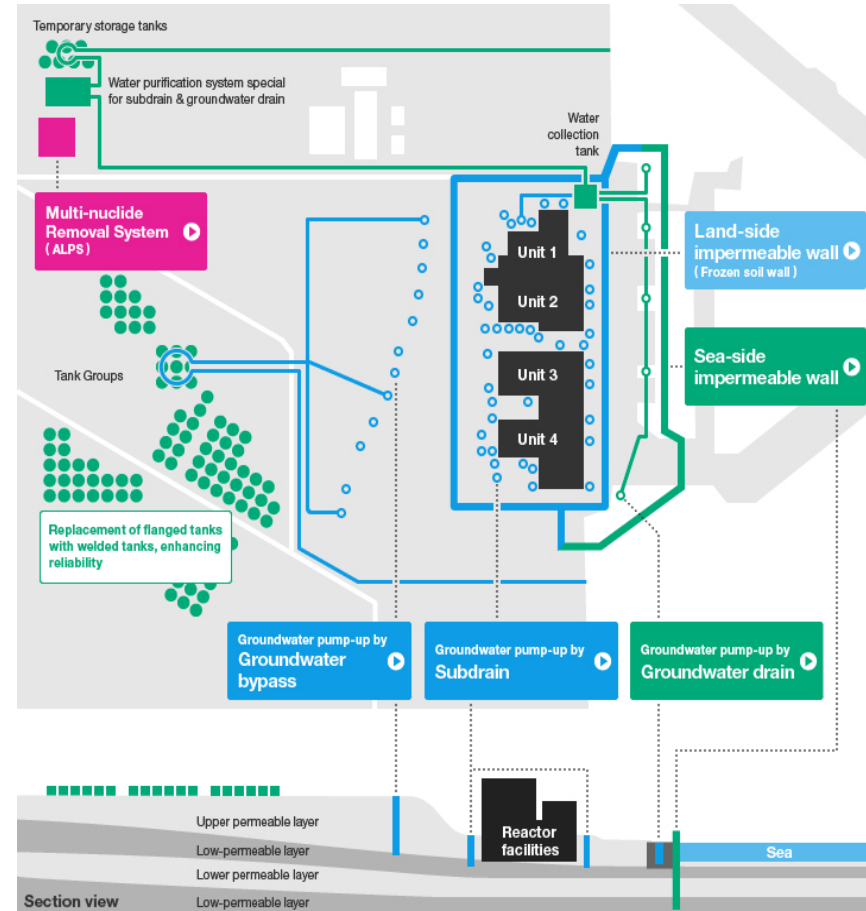 Temporary storage tanks
Water purification system special
for subdrain & groundwater drain
Water
collection
tank
Multi-nuclide
Removal System
( ALPS )
Unit 1
Unit 2
Unit 3
Unit 4
Land-side
impermeable wall
( Frozen soil wall )
Sea-side
impermeable wall
Tank Groups
Replacement of flanged tanks
with welded tanks, enhancing
reliability
Groundwater pump-up by
Groundwater
bypass
Groundwater pump-up by
Subdrain
Groundwater pump-up by
Groundwater drain
Upper permeable layer
Low-permeable layer
Lower permeable layer
Low-permeable layer
Reactor
facilities
Sea
Section view